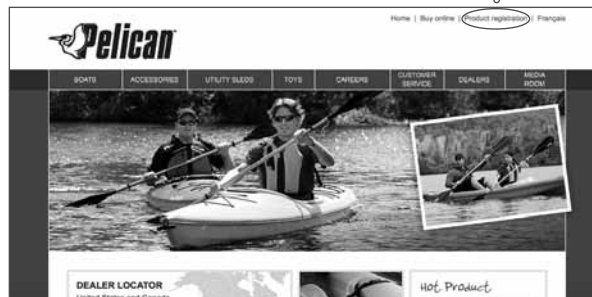 Home | Buy online | Product registration | Français
Pelican
BOATS ACCESSORIES UTILITY SLEDS TOYS CAREERS CUSTOMER SERVICE DEALERS MEDIA ROOM
DEALER LOCATOR
United States and Canada
Hot Product